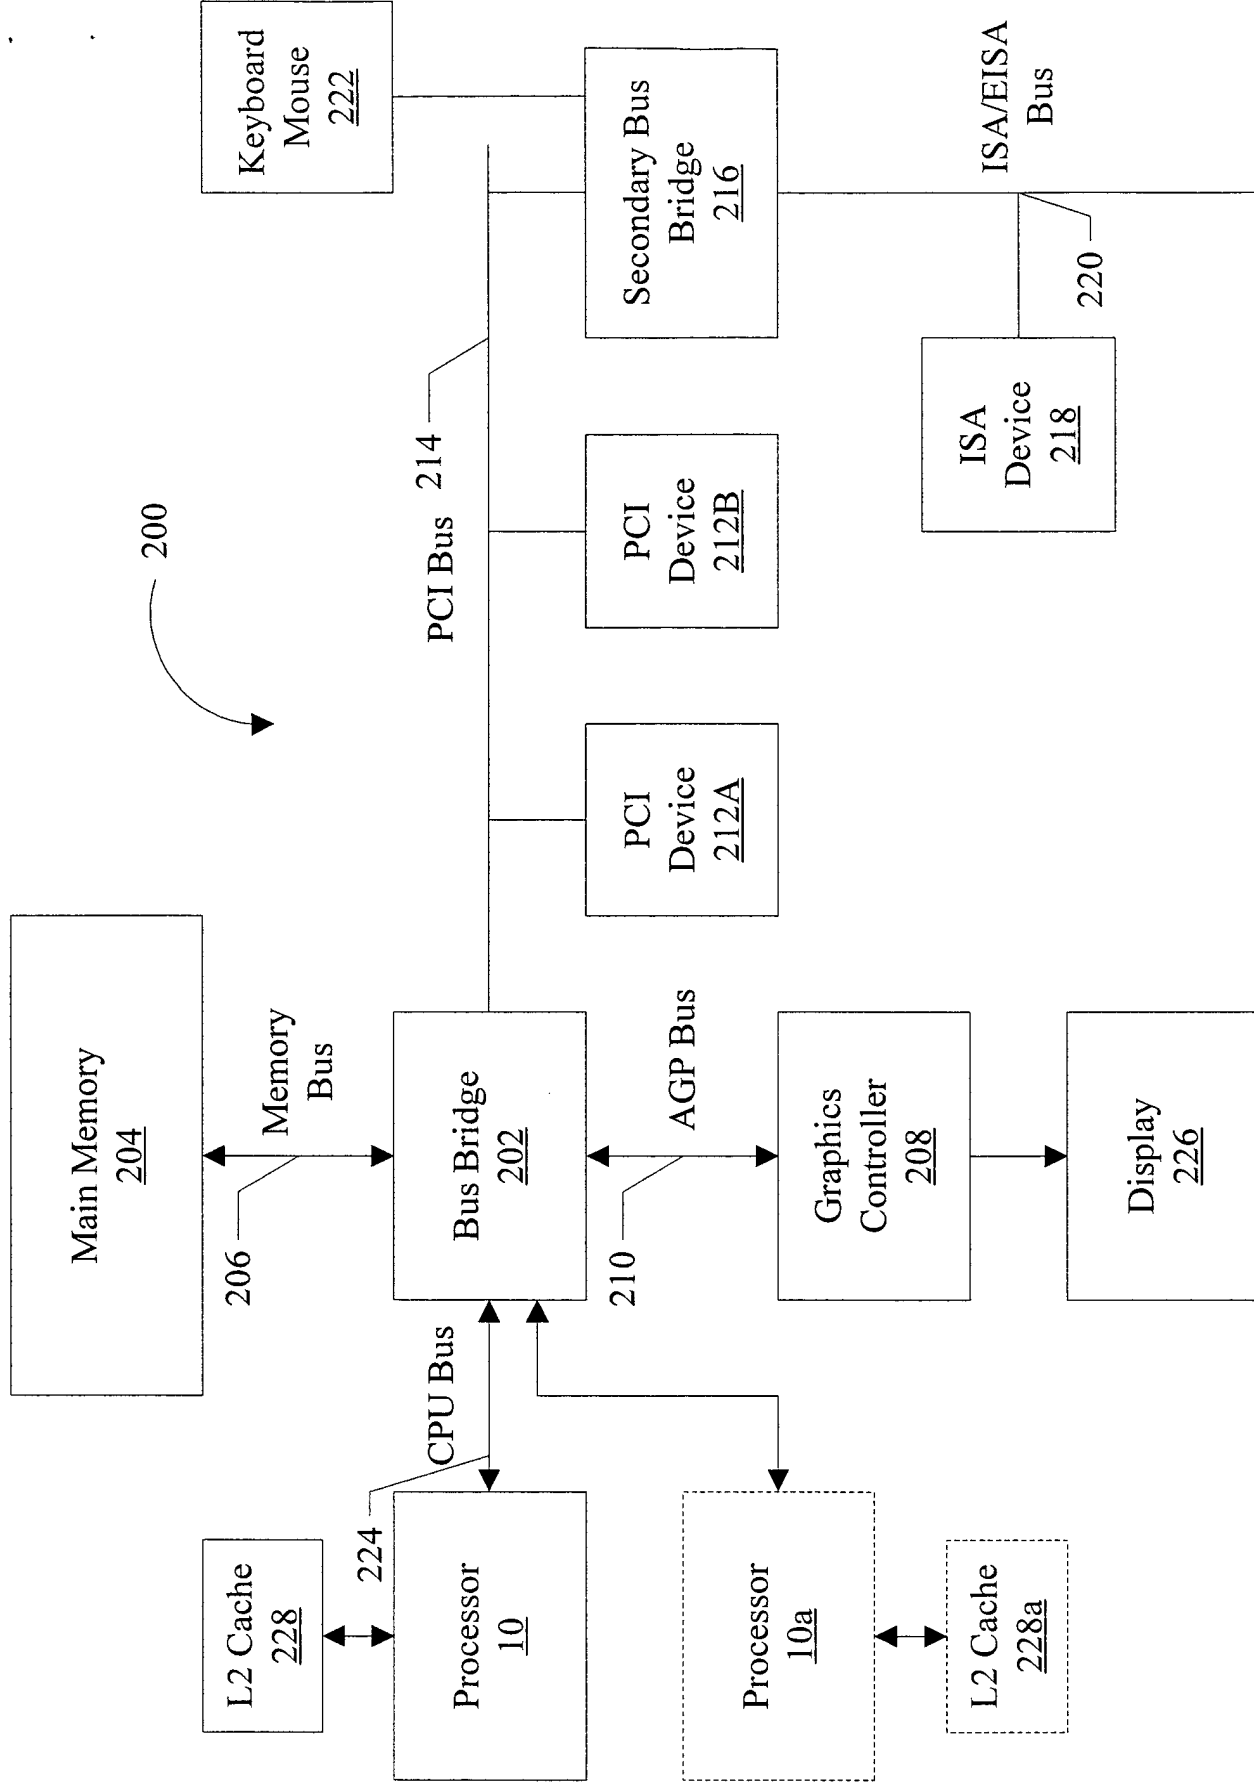 200
L2 Cache
228
224
CPU Bus
Processor
10
Processor
10a
L2 Cache
228a
Main Memory
204
206
Memory
Bus
Bus Bridge
202
210
AGP Bus
Graphics
Controller
208
Display
226
PCI Bus
214
PCI
Device
212A
PCI
Device
212B
Keyboard
Mouse
222
Secondary Bus
Bridge
216
ISA
Device
218
220
ISA/EISA
Bus